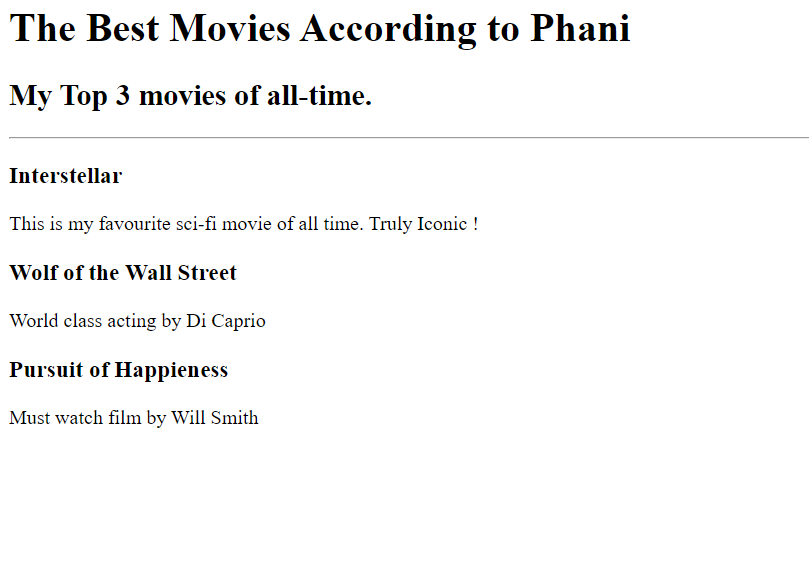 The Best Movies According to Phani
My Top 3 movies of all-time.
Interstellar
This is my favourite sci-fi movie of all time. Truly Iconic !
Wolf of the Wall Street
World class acting by Di Caprio
Pursuit of Happieness
Must watch film by Will Smith